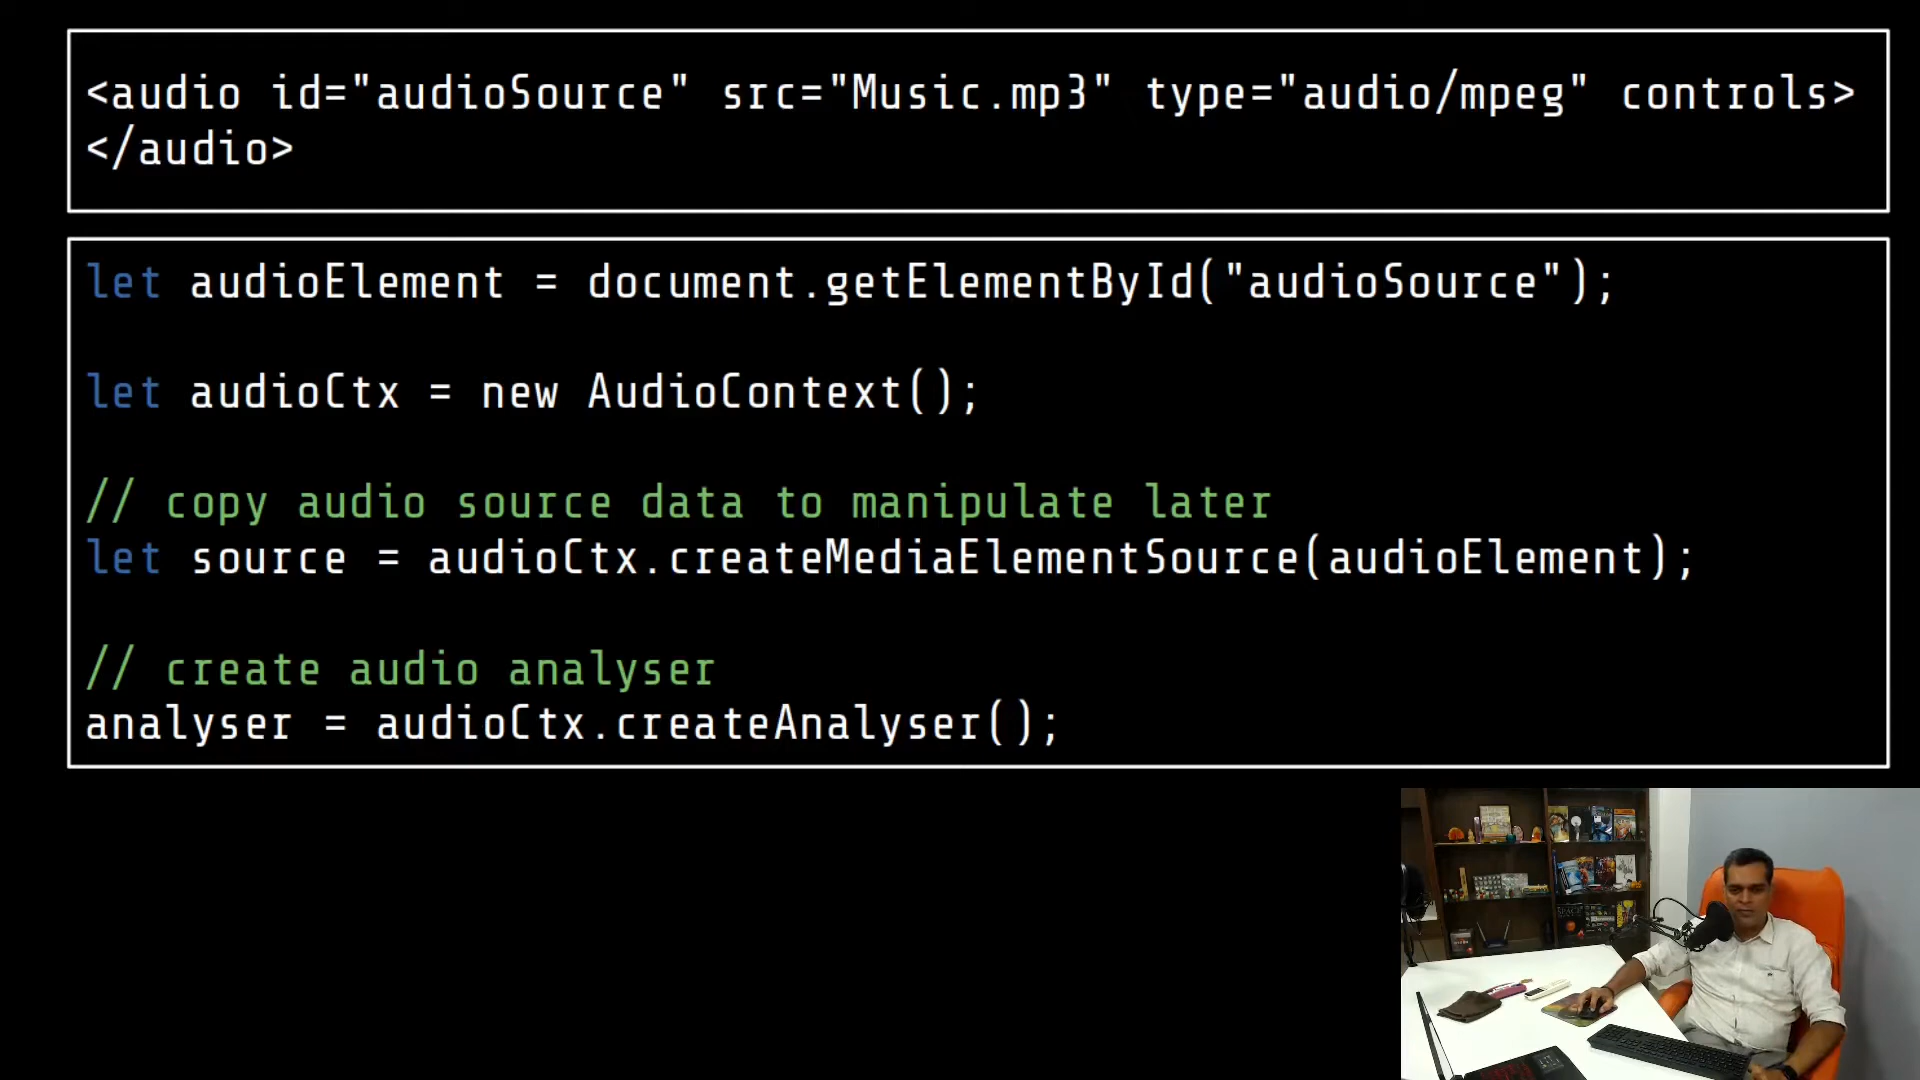 <audio id="audioSource" src="Music.mp3" type="audio/mpeg" controls>
</audio>
let audioElement = document.getElementById("audioSource");
let audioCtx = new AudioContext();
// copy audio source data to manipulate later
let source = audioCtx.createMediaElementSource(audioElement);
// create audio analyser
analyser = audioCtx.createAnalyser();